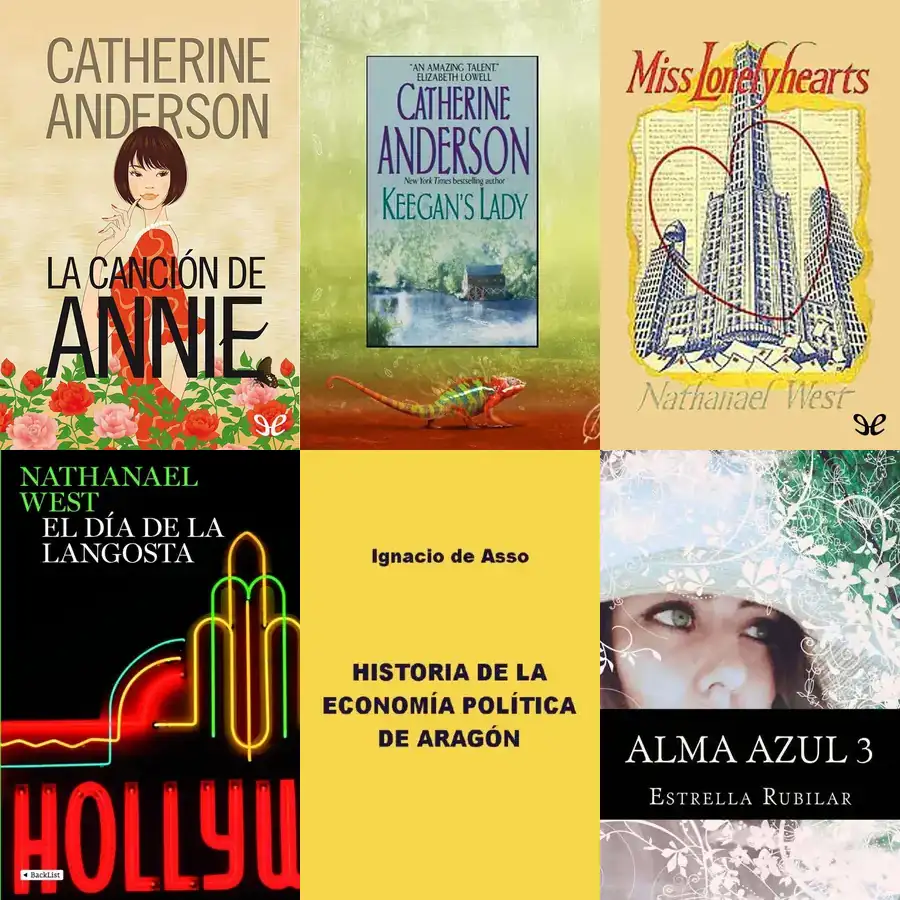 CATHERINE
ANDERSON
LA CANCIÓN DE
ANNIE
"AN AMAZING TALENT"
ELIZABETH LOWELL
CATHERINE
ANDERSON
New York Times bestselling author
KEEGAN'S LADY
Miss Lonelyhearts
Nathanael West
NATHANAEL
WEST
EL DÍA DE LA
LANGOSTA
HOLLYW
BackList
Ignacio de Asso
HISTORIA DE LA
ECONOMÍA POLÍTICA
DE ARAGÓN
ALMA AZUL 3
ESTRELLA RUBILAR